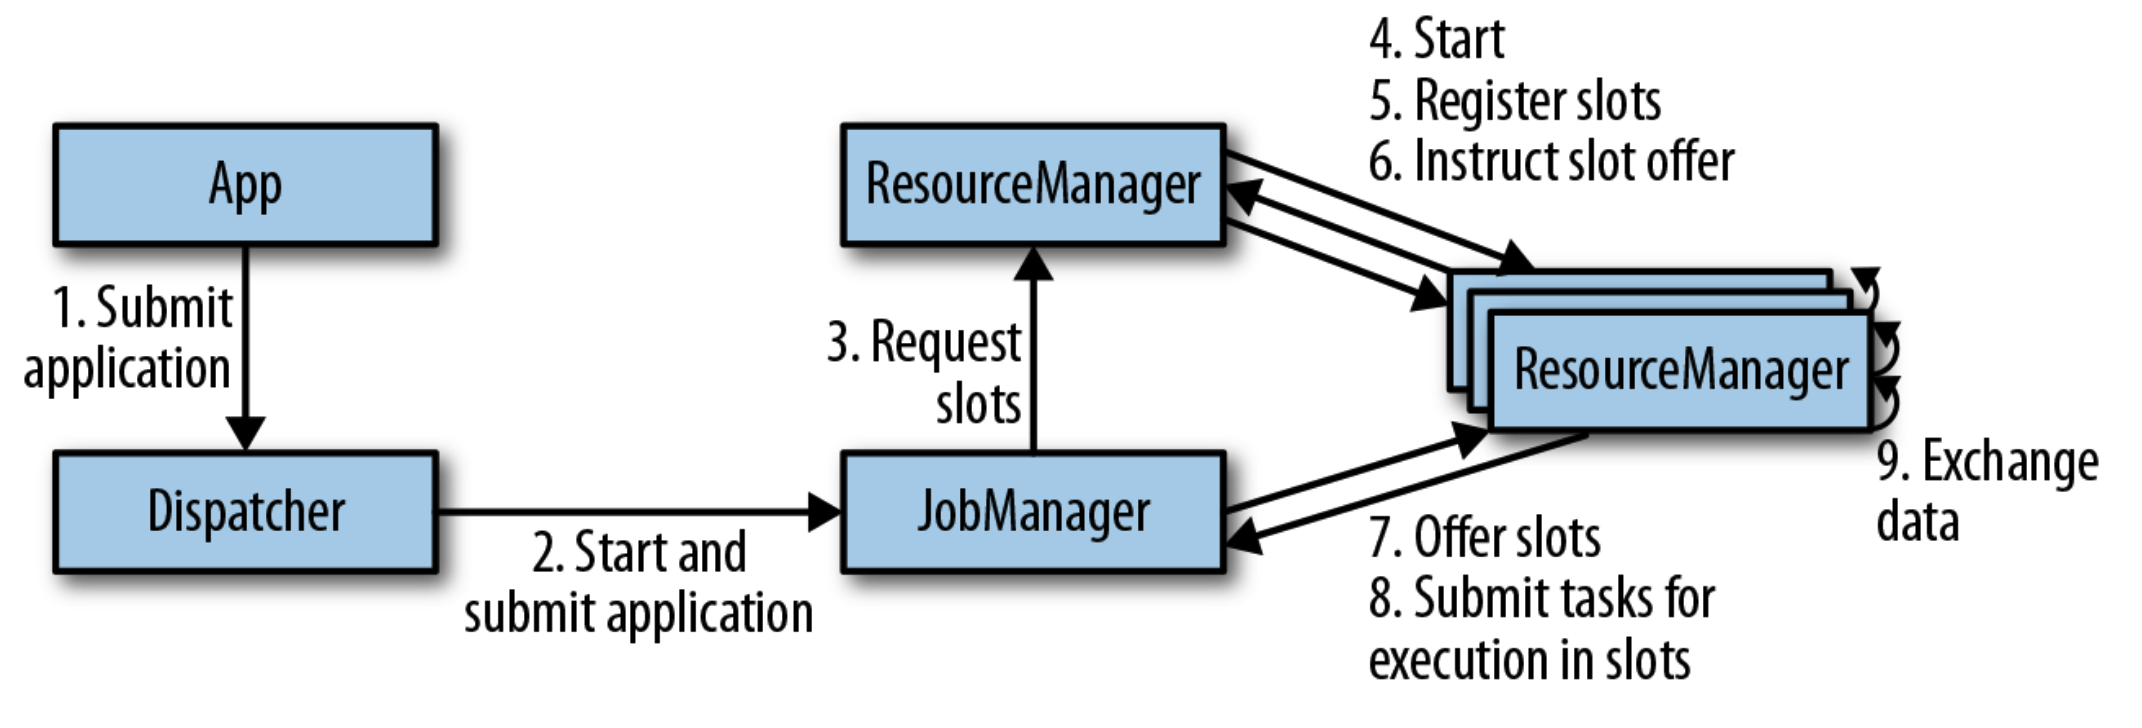 App
1. Submit
application
Dispatcher
2. Start and
submit application
JobManager
3. Request
slots
ResourceManager
4. Start
5. Register slots
6. Instruct slot offer
ResourceManager
7. Offer slots
8. Submit tasks for
execution in slots
9. Exchange
data